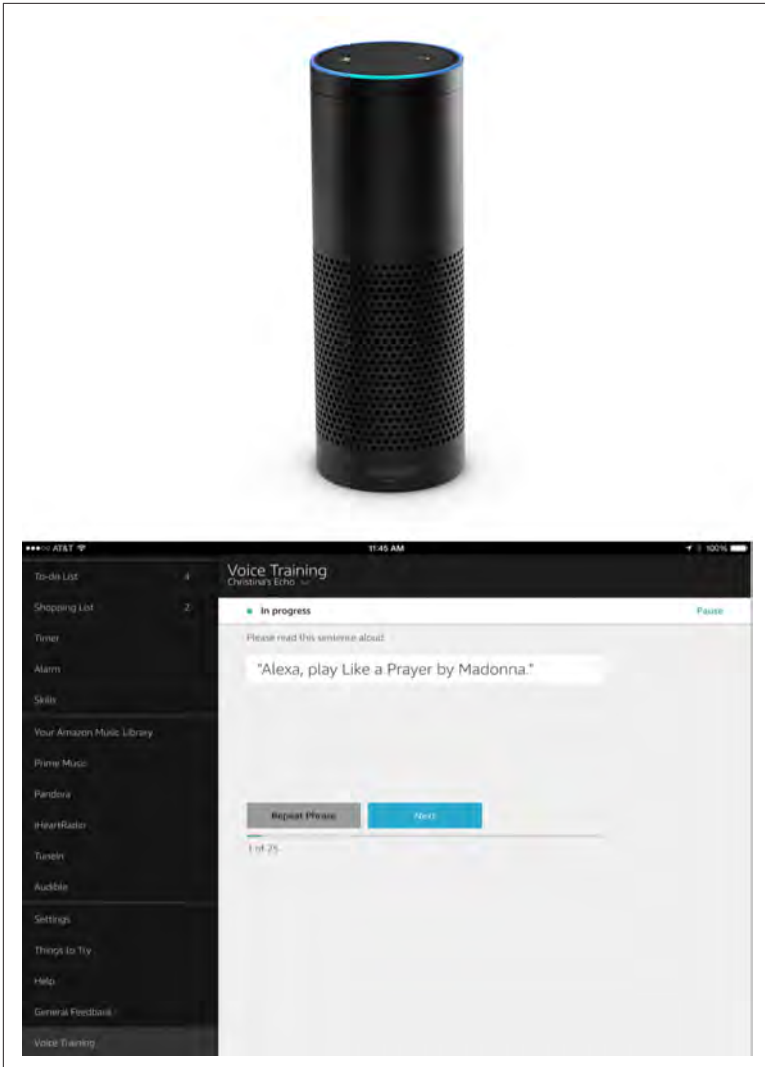 AT&T
11:45 AM
100%
To-do List 4
Shopping List 2
Timer
Alarm
Skills
Your Amazon Music Library
Prime Music
Pandora
iHeartRadio
TuneIn
Audible
Settings
Things to Try
Help
General Feedback
Voice Training
Voice Training
Christina's Echo
In progress
Pause
Please read this sentence aloud
"Alexa, play Like a Prayer by Madonna."
Repeat Phrase
Next
1 of 25